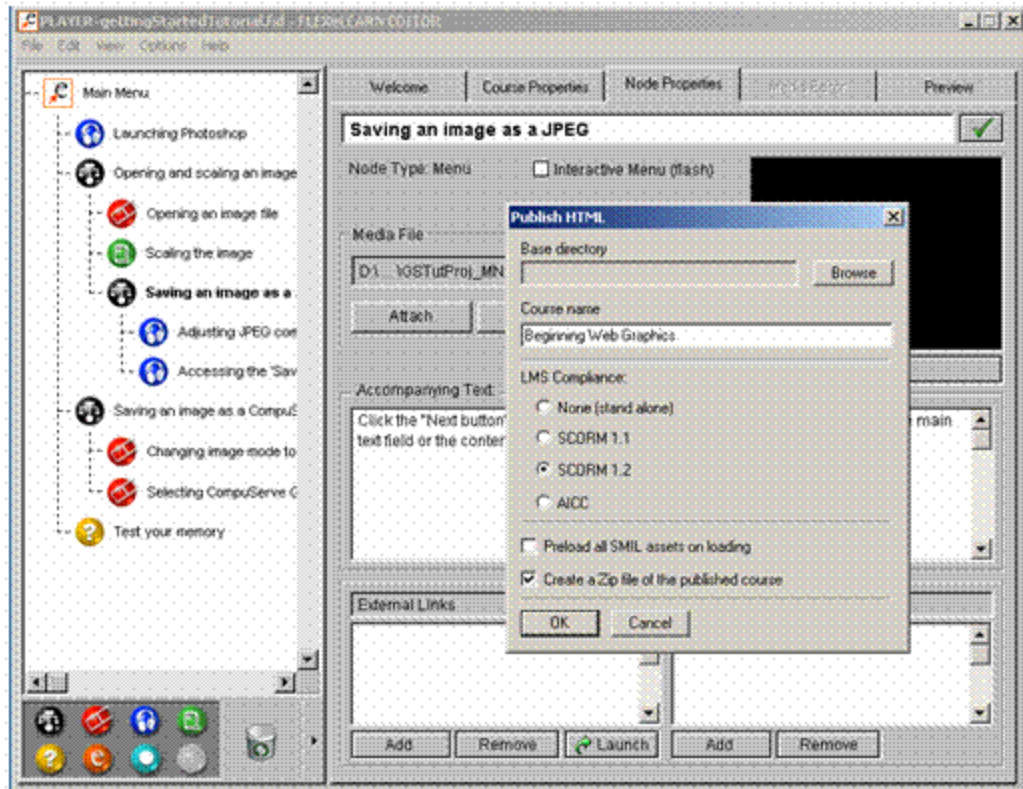 PLAYER-gettingStartedTutorial.fid - FLEXeLEARN EDITOR
File Edit View Options Help
Main Menu
Launching Photoshop
Opening and scaling an image
Opening an image file
Scaling the image
Saving an image as a
Adjusting JPEG com
Accessing the 'Sav
Saving an image as a CompuS
Changing image mode to
Selecting CompuServe G
Test your memory
Welcome
Course Properties
Node Properties
Preview
Saving an image as a JPEG
Node Type: Menu
Interactive Menu (flash)
Media File
D:\...\GSTutProj_MN
Attach
Accompanying Text
Click the "Next button"
e main
text field or the conter
External Links
Add
Remove
Launch
Add
Remove
Publish HTML
Base directory
Browse
Course name
Beginning Web Graphics
LMS Compliance:
None (stand alone)
SCORM 1.1
SCORM 1.2
AICC
Preload all SMIL assets on loading
Create a Zip file of the published course
OK
Cancel